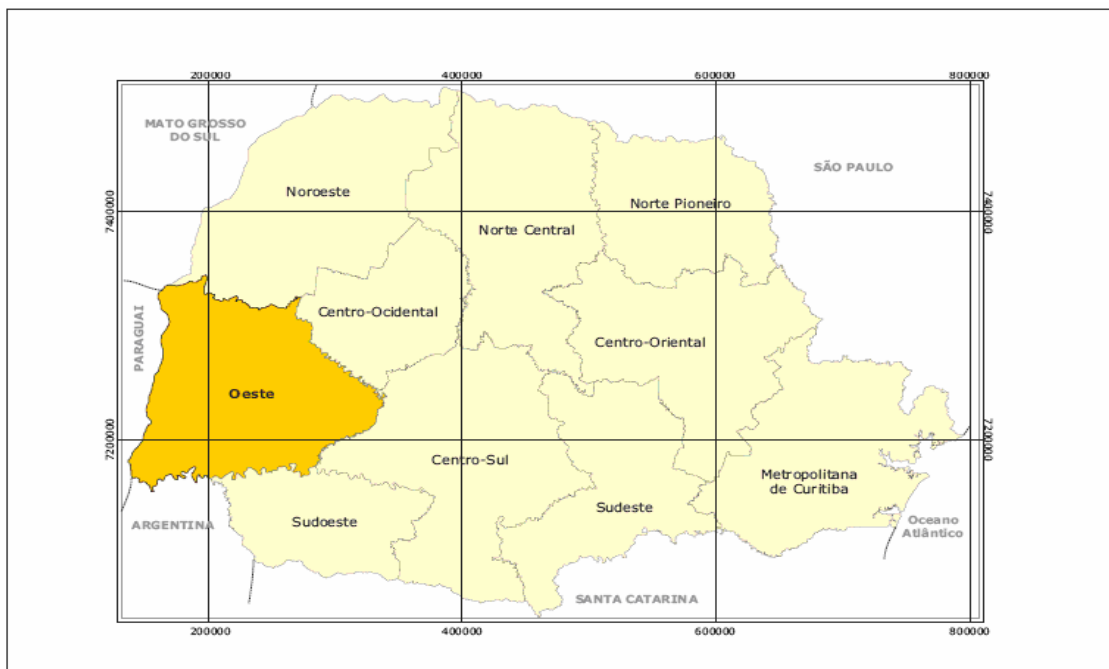 200000 400000 600000 800000
MATO GROSSO
DO SUL
SÃO PAULO
Noroeste
Norte Pioneiro
7400000
7400000
Norte Central
PARAGUAI
Centro-Ocidental
Centro-Oriental
Oeste
7200000
7200000
Centro-Sul
Metropolitana
de Curitiba
Sudeste
Sudoeste
ARGENTINA
Oceano
Atlântico
SANTA CATARINA
200000 400000 600000 800000